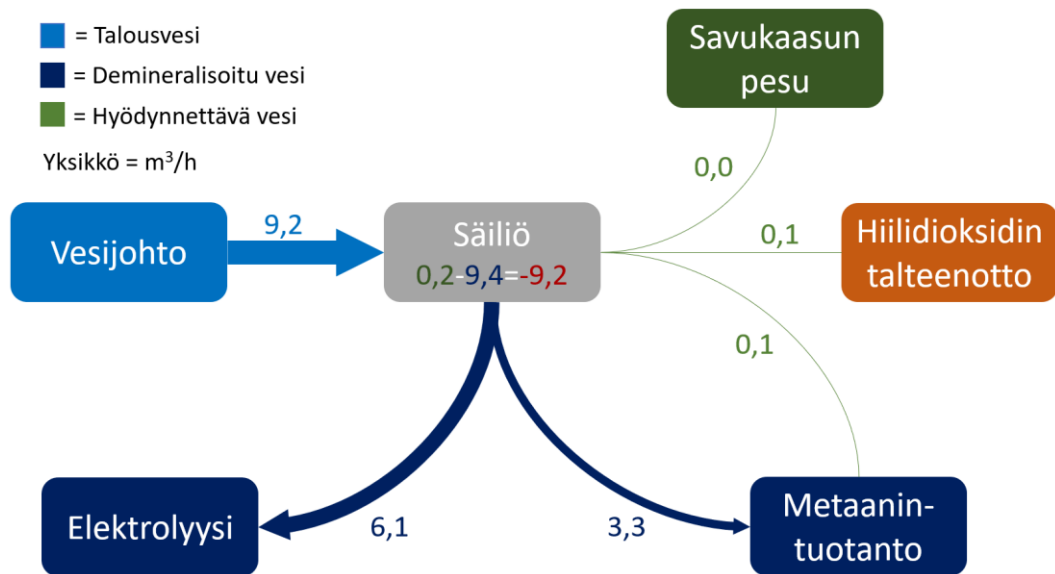 = Talousvesi
= Demineralisoitu vesi
= Hyödynnettävä vesi
Yksikkö = m³/h
Savukaasun
pesu
0,0
Vesijohto
9,2
Säiliö
0,2-9,4=-9,2
0,1
Hiilidioksidin
talteenotto
0,1
Elektrolyysi
6,1
3,3
Metaanin-
tuotanto